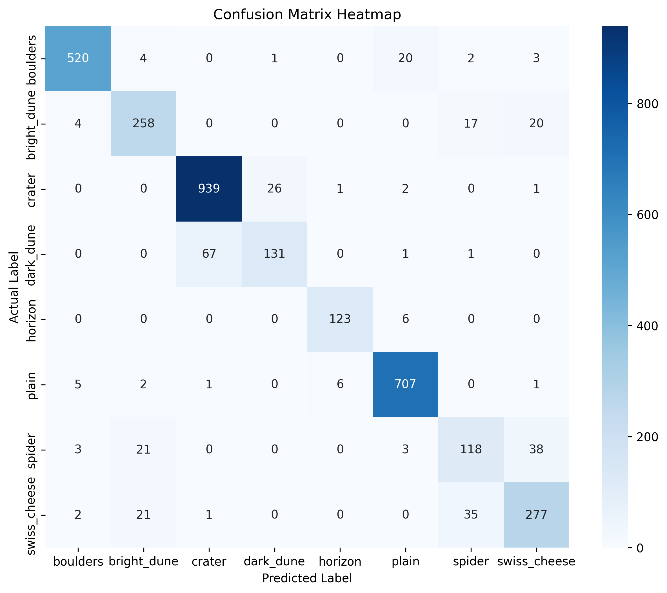 Confusion Matrix Heatmap
Actual Label
boulders 520 4 0 1 0 20 2 3
bright_dune 4 258 0 0 0 0 17 20
crater 0 0 939 26 1 2 0 1
dark_dune 0 0 67 131 0 1 1 0
horizon 0 0 0 0 123 6 0 0
plain 5 2 1 0 6 707 0 1
spider 3 21 0 0 0 3 118 38
swiss_cheese 2 21 1 0 0 0 35 277
boulders bright_dune crater dark_dune horizon plain spider swiss_cheese
Predicted Label
800
600
400
200
0